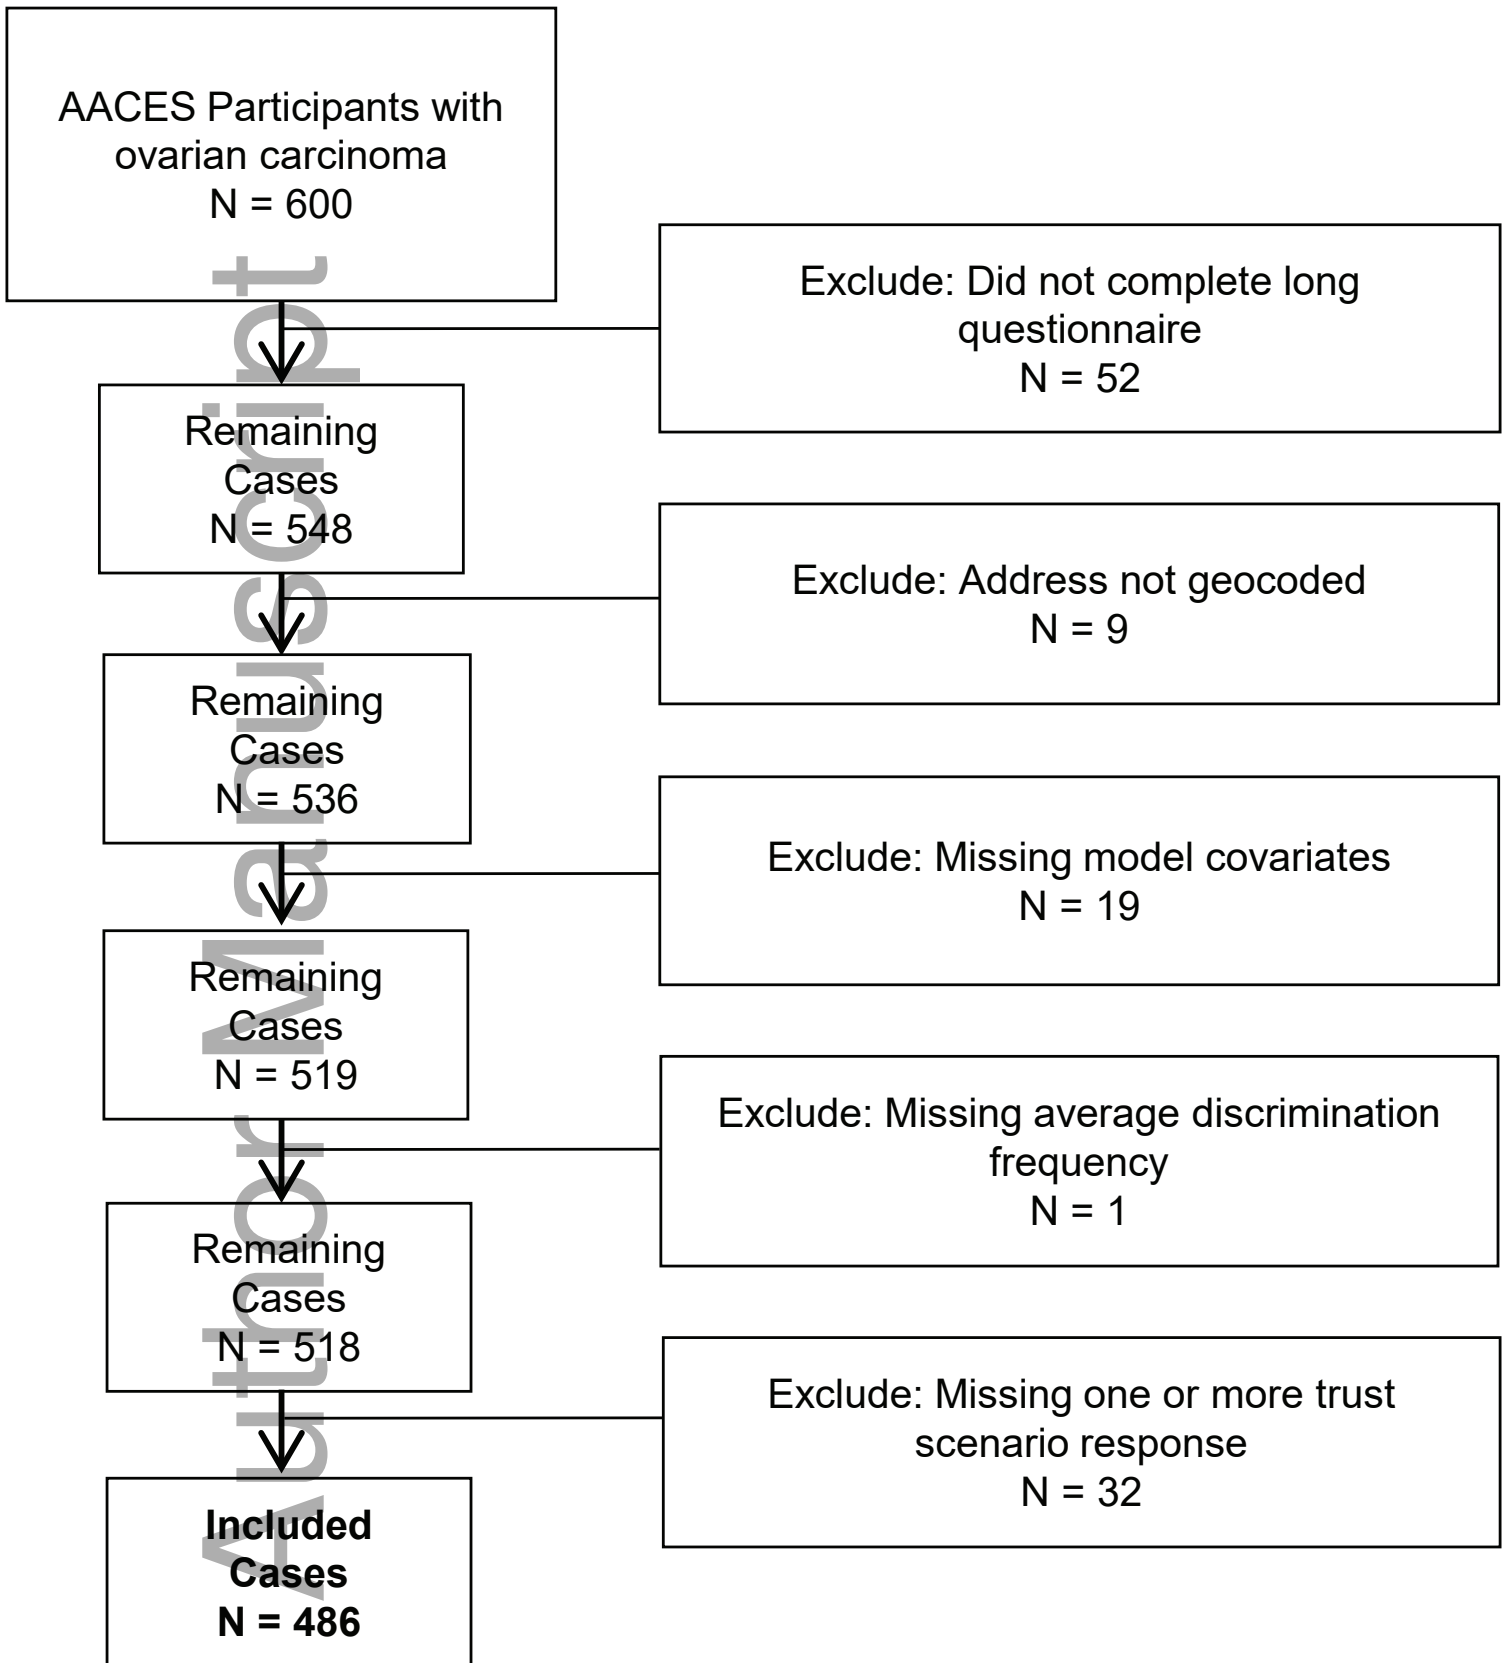 AACES Participants with
ovarian carcinoma
N = 600
Exclude: Did not complete long
questionnaire
N = 52
Remaining
Cases
N = 548
Exclude: Address not geocoded
N = 9
Remaining
Cases
N = 536
Exclude: Missing model covariates
N = 19
Remaining
Cases
N = 519
Exclude: Missing average discrimination
frequency
N = 1
Remaining
Cases
N = 518
Exclude: Missing one or more trust
scenario response
N = 32
Included
Cases
N = 486
Author Manuscript